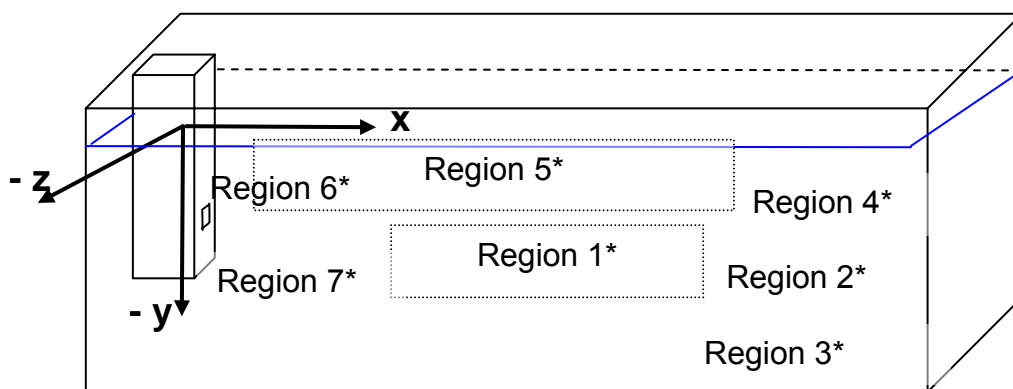 x
Region 5*
- z
Region 6*
Region 4*
Region 1*
Region 7*
Region 2*
- y
Region 3*